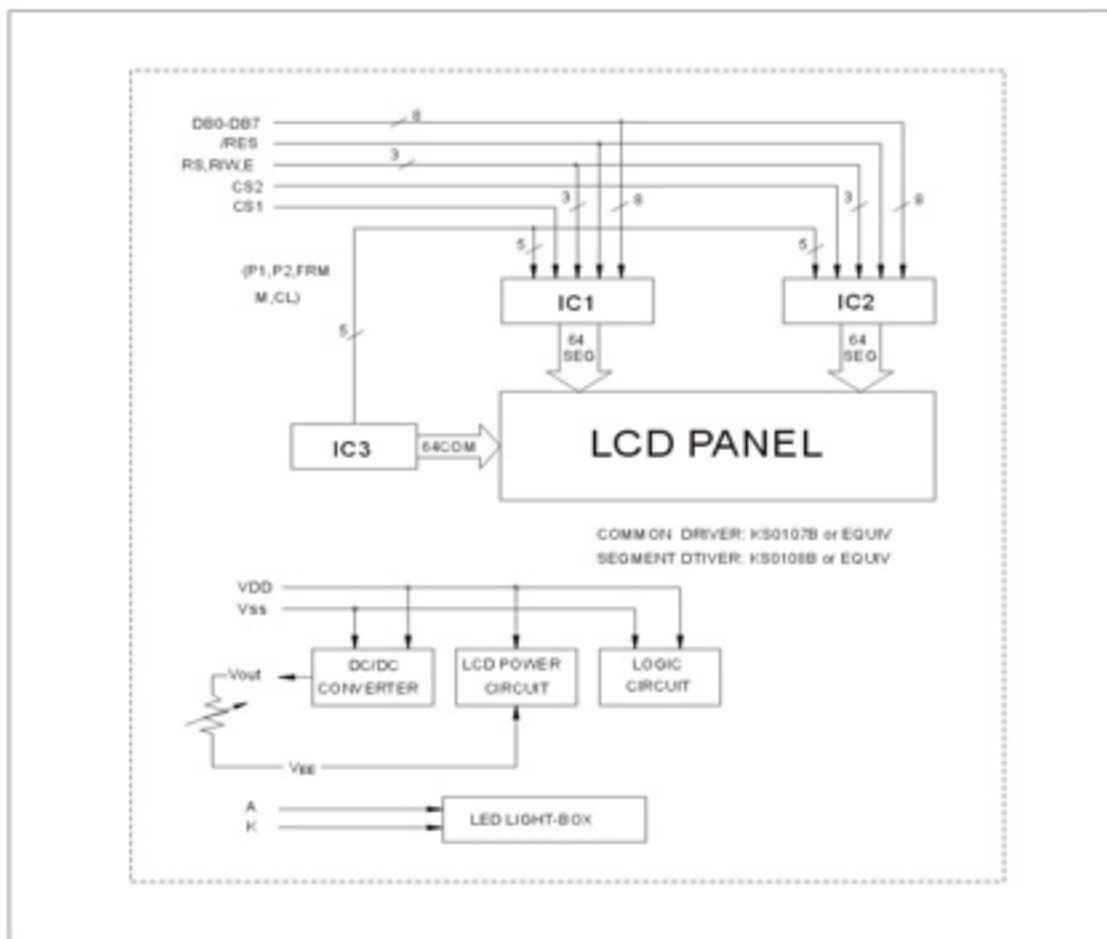 DB0-DB7
8
/RES
RS,R/W,E
3
CS2
CS1
3
8
3
8
5
5
(P1,P2,FRM
M,CL)
5
IC1
IC2
64
SEG
64
SEG
IC3
64COM
LCD PANEL
COMMON DRIVER: KS0107B or EQUIV
SEGMENT DTIVER: KS0108B or EQUIV
VDD
Vss
DC/DC
CONVERTER
LCD POWER
CIRCUIT
LOGIC
CIRCUIT
Vout
VEE
A
K
LED LIGHT-BOX